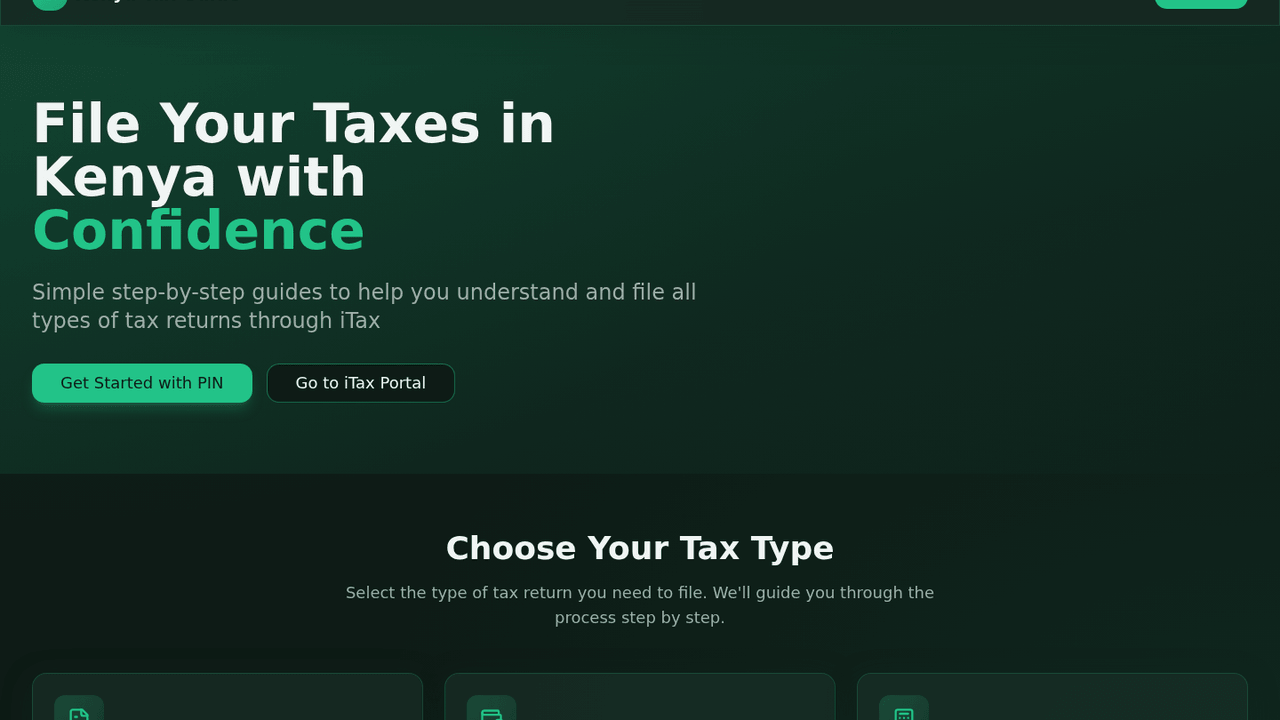 File Your Taxes in
Kenya with
Confidence
Simple step-by-step guides to help you understand and file all
types of tax returns through iTax
Get Started with PIN
Go to iTax Portal
Choose Your Tax Type
Select the type of tax return you need to file. We'll guide you through the
process step by step.